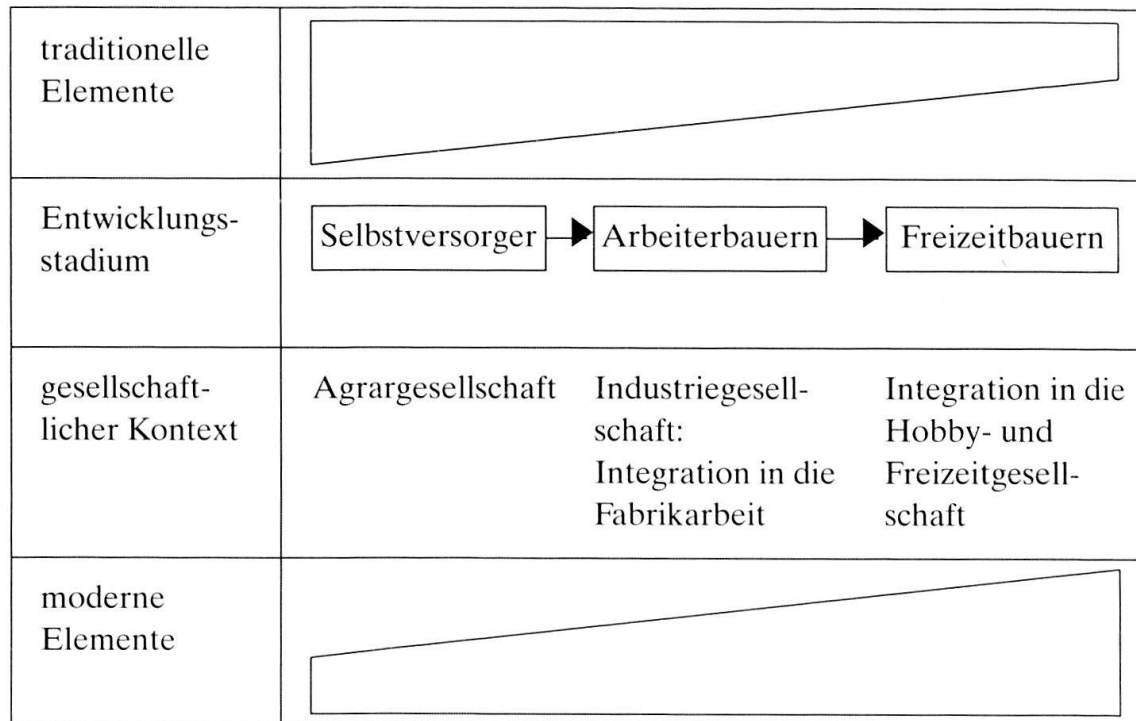 traditionelle
Elemente
Entwicklungs-
stadium
Selbstversorger
Arbeiterbauern
Freizeitbauern
gesellschaft-
licher Kontext
Agrargesellschaft
Industriegesell-
schaft:
Integration in die
Fabrikarbeit
Integration in die
Hobby- und
Freizeitgesell-
schaft
moderne
Elemente